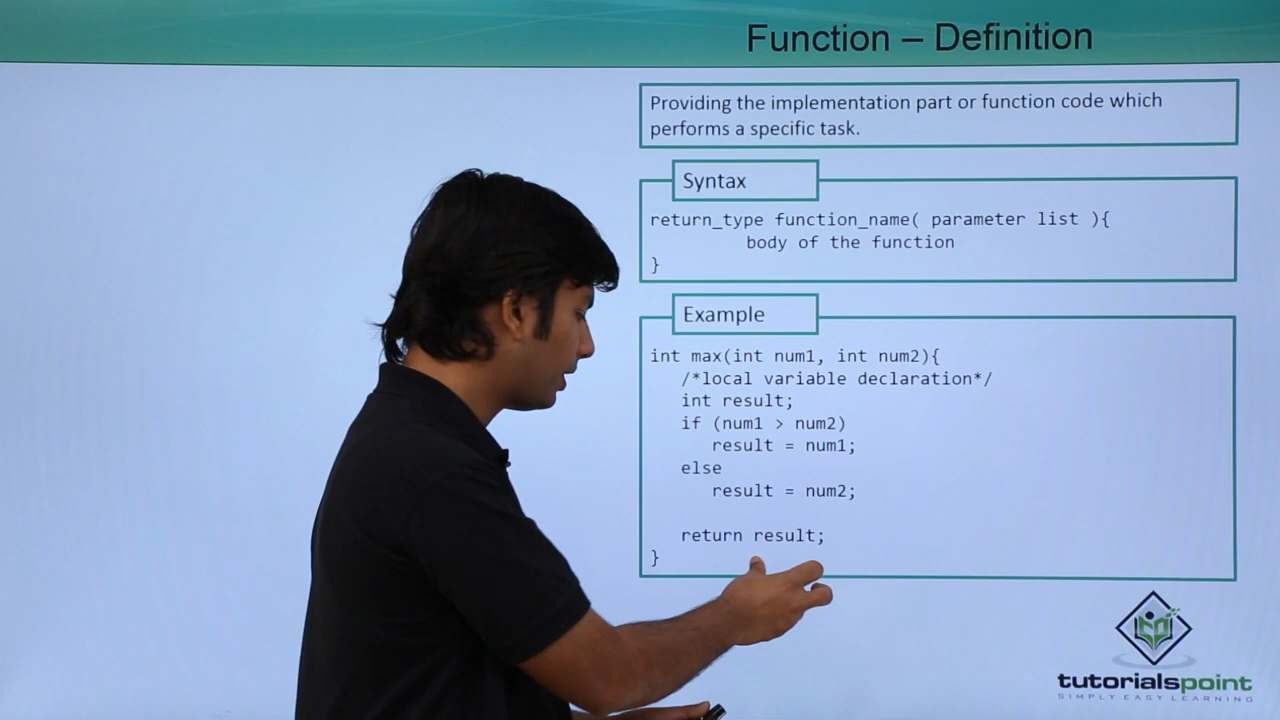 Function – Definition
Providing the implementation part or function code which
performs a specific task.
Syntax
return_type function_name( parameter list ){
body of the function
}
Example
int max(int num1, int num2){
/*local variable declaration*/
int result;
if (num1 > num2)
result = num1;
else
result = num2;
return result;
}
tutorialspoint
SIMPLY EASY LEARNING